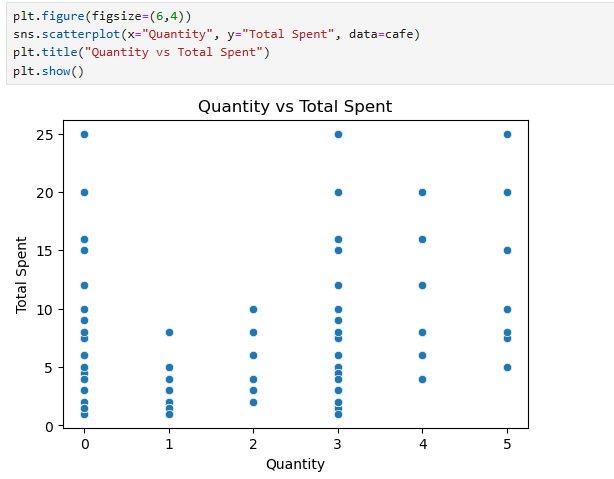 plt.figure(figsize=(6,4))
sns.scatterplot(x="Quantity", y="Total Spent", data=cafe)
plt.title("Quantity vs Total Spent")
plt.show()
Quantity vs Total Spent
25
20
15
10
5
0
Total Spent
0 1 2 3 4 5
Quantity